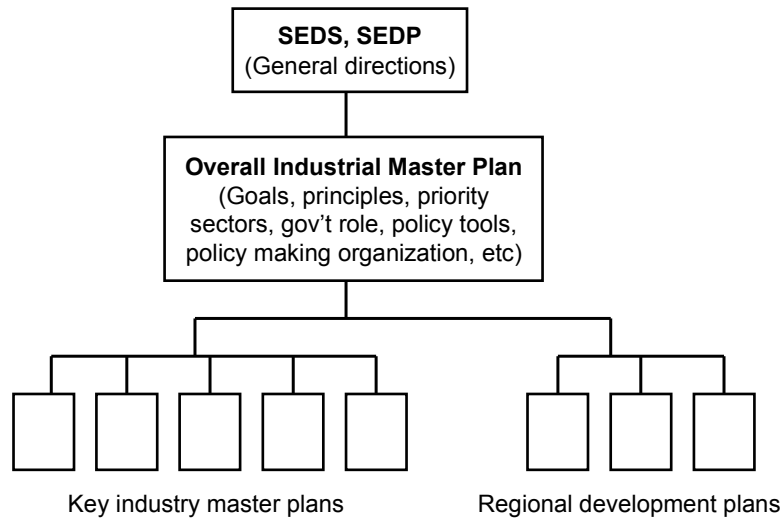 SEDS, SEDP
(General directions)
Overall Industrial Master Plan
(Goals, principles, priority
sectors, gov’t role, policy tools,
policy making organization, etc)
Key industry master plans
Regional development plans